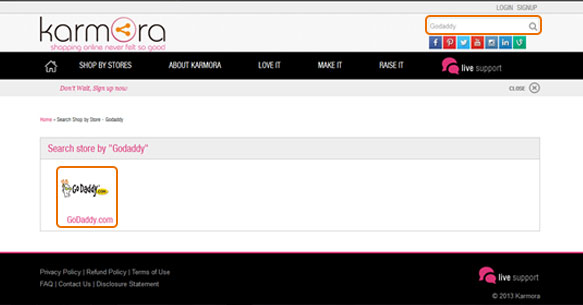 LOGIN SIGNUP
karmora
shopping online never felt so good
Godaddy
SHOP BY STORES ABOUT KARMORA LOVE IT MAKE IT RAISE IT live support
Don't Wait, Sign up now CLOSE
Home » Search Shop by Store - Godaddy
Search store by "Godaddy"
Go Daddy .com
GoDaddy.com
Privacy Policy | Refund Policy | Terms of Use
FAQ | Contact Us | Disclosure Statement
live support
© 2013 Karmora